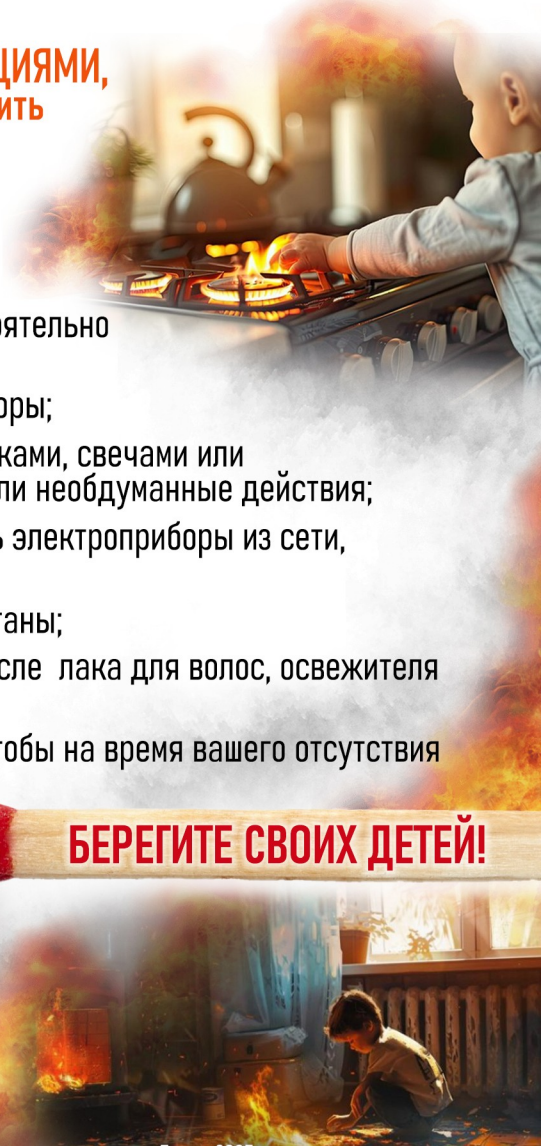 ЦИЯМИ,
ить
оятельно
оры;
ками, свечами или
ли необдуманные действия;
ь электроприборы из сети,
таны;
сле лака для волос, освежителя
тобы на время вашего отсутствия
БЕРЕГИТЕ СВОИХ ДЕТЕЙ!